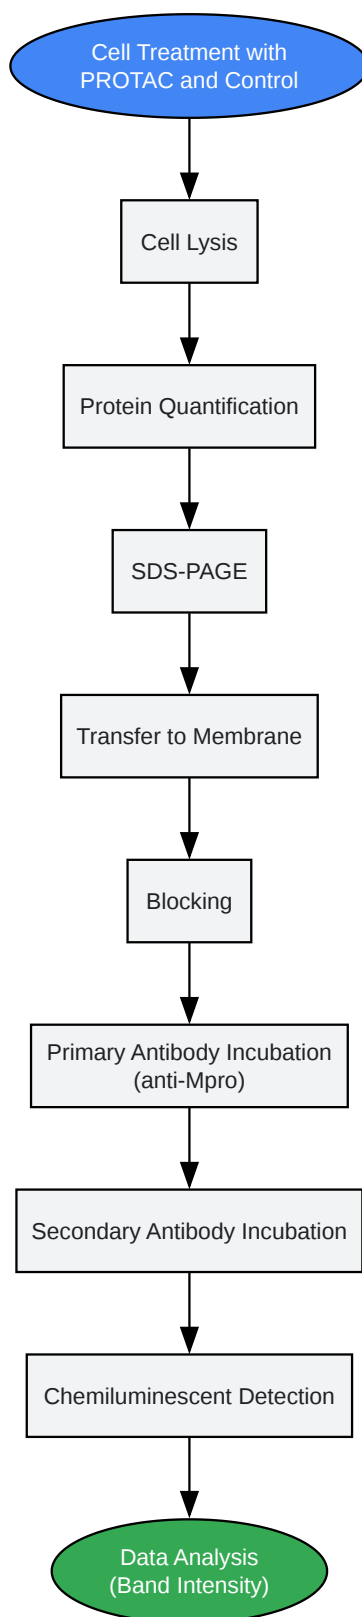 Cell Treatment with
PROTAC and Control
Cell Lysis
Protein Quantification
SDS-PAGE
Transfer to Membrane
Blocking
Primary Antibody Incubation
(anti-Mpro)
Secondary Antibody Incubation
Chemiluminescent Detection
Data Analysis
(Band Intensity)